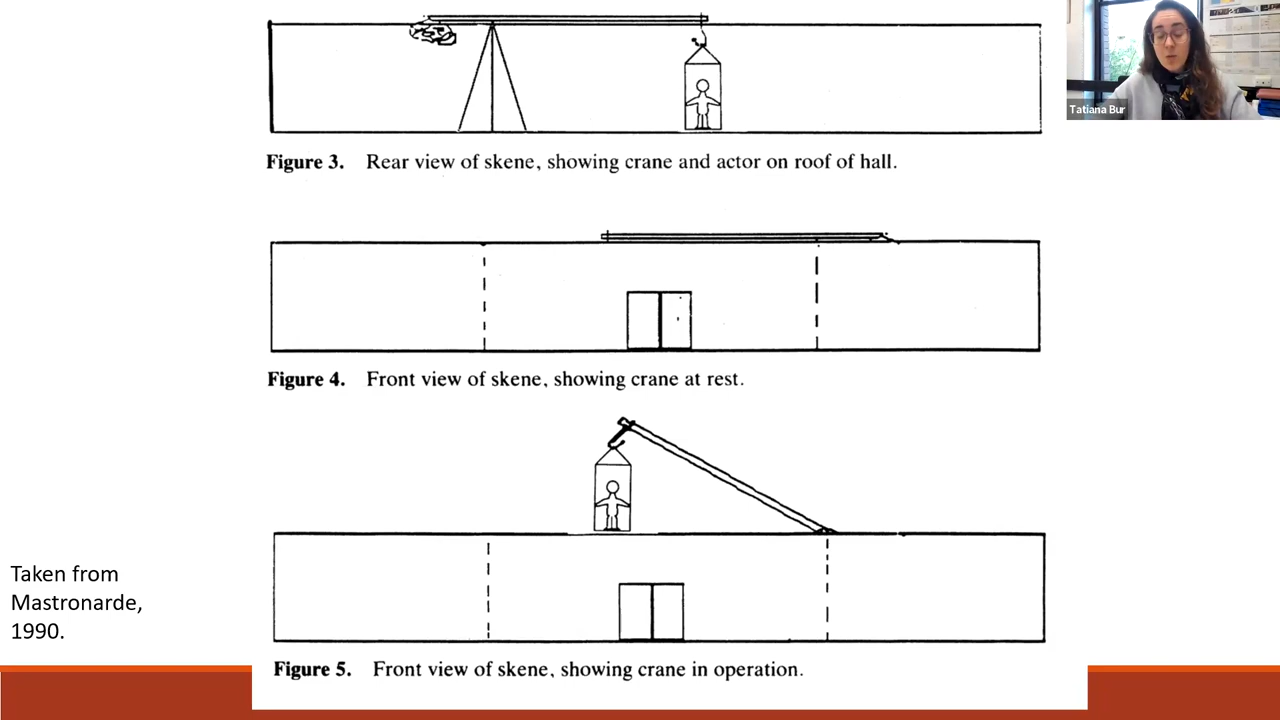 Tatiana Bur
Figure 3. Rear view of skene, showing crane and actor on roof of hall.
Figure 4. Front view of skene, showing crane at rest.
Taken from
Mastronarde,
1990.
Figure 5. Front view of skene, showing crane in operation.